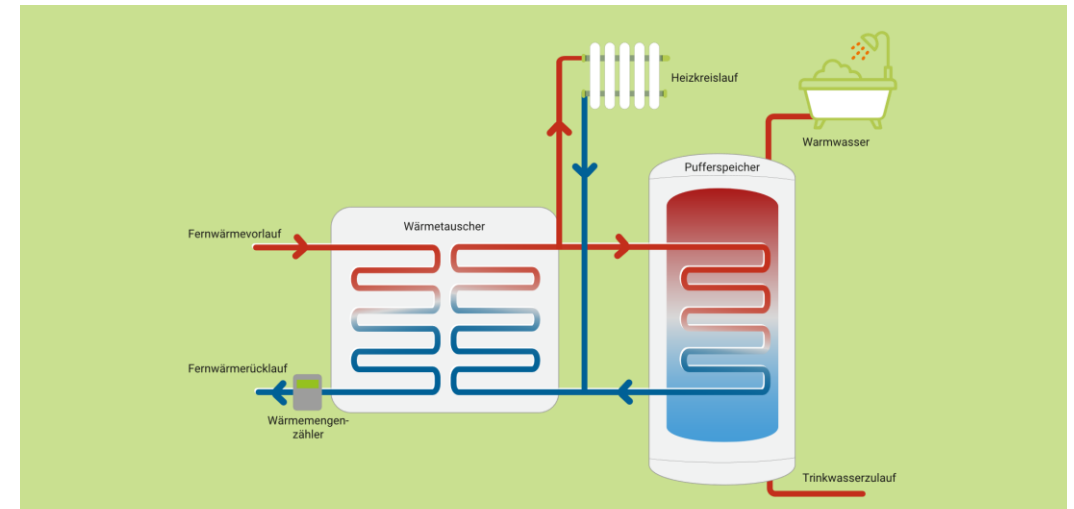 Heizkreislauf
Warmwasser
Pufferspeicher
Wärmetauscher
Fernwärmevorlauf
Fernwärmerücklauf
Wärmemengen-
zähler
Trinkwasserzulauf